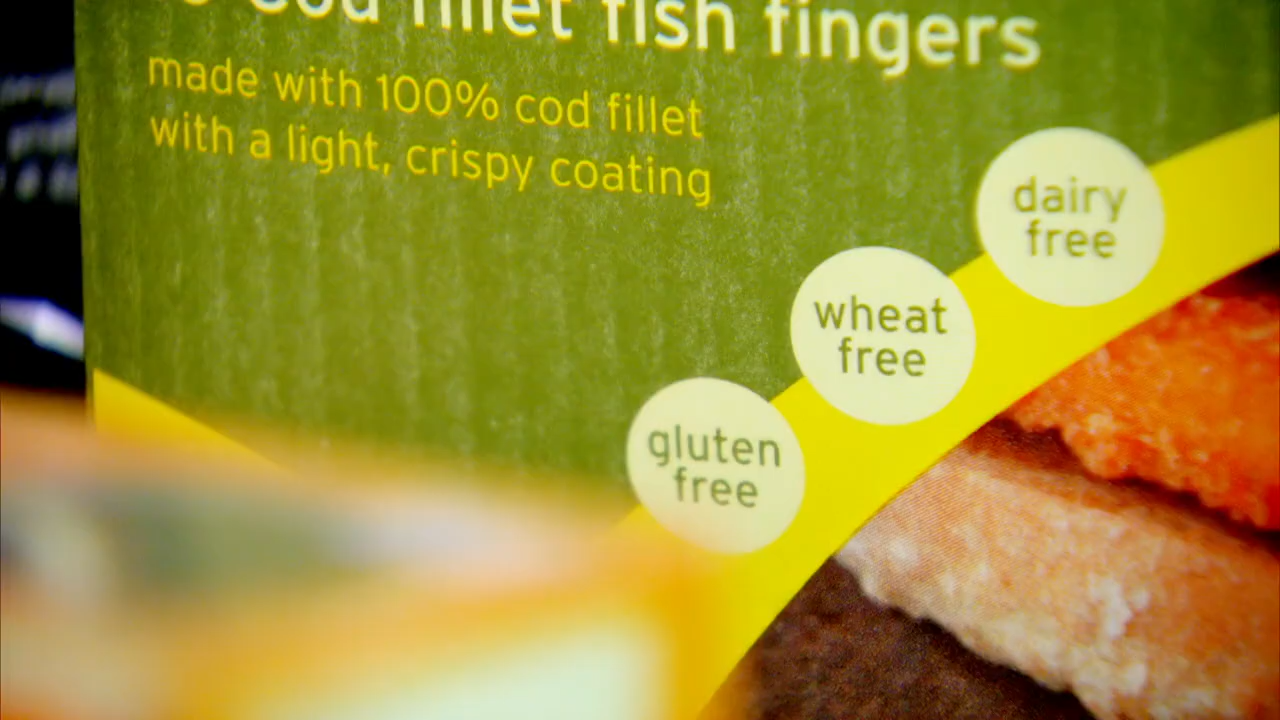 cod fillet fish fingers
made with 100% cod fillet
with a light, crispy coating
dairy
free
wheat
free
gluten
free